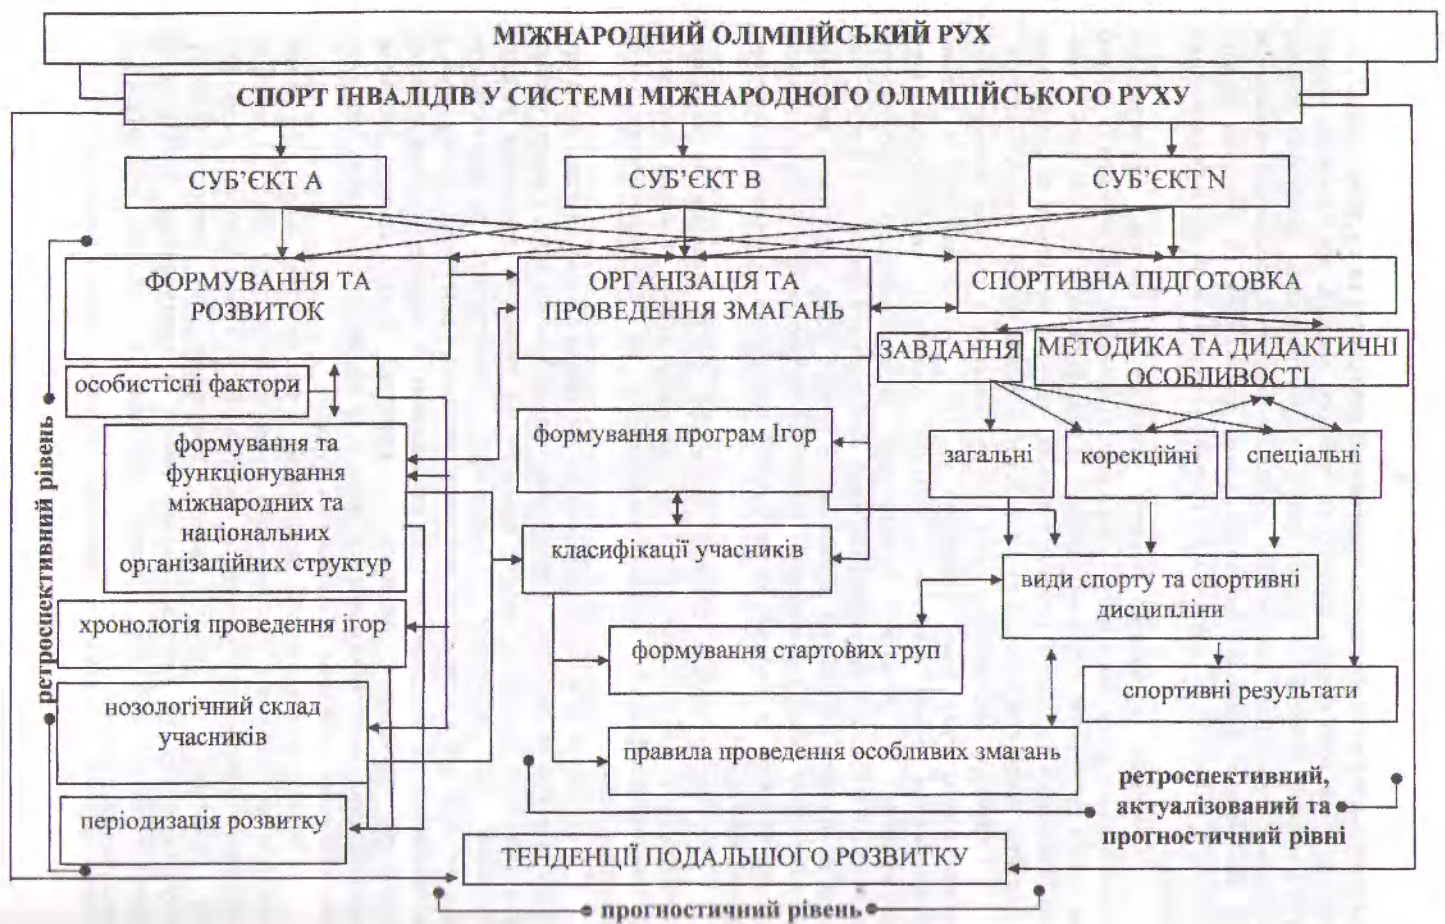 МІЖНАРОДНИЙ ОЛІМПІЙСЬКИЙ РУХ
СПОРТ ІНВАЛІДІВ У СИСТЕМІ МІЖНАРОДНОГО ОЛІМПІЙСЬКОГО РУХУ
СУБ’ЄКТ А
СУБ’ЄКТ В
СУБ’ЄКТ N
ФОРМУВАННЯ ТА
РОЗВИТОК
ОРГАНІЗАЦІЯ ТА
ПРОВЕДЕННЯ ЗМАГАНЬ
СПОРТИВНА ПІДГОТОВКА
ЗАВДАННЯ
МЕТОДИКА ТА ДИДАКТИЧНІ
ОСОБЛИВОСТІ
ретроспективний рівень
особистісні фактори
формування та
функціонування
міжнародних та
національних
організаційних структур
хронологія проведення ігор
нозологічний склад
учасників
періодизація розвитку
формування програм Ігор
класифікації учасників
формування стартових груп
правила проведення особливих змагань
загальні
корекційні
спеціальні
види спорту та спортивні
дисципліни
спортивні результати
ретроспективний,
актуалізований та
прогностичний рівні
ТЕНДЕНЦІЇ ПОДАЛЬШОГО РОЗВИТКУ
прогностичний рівень